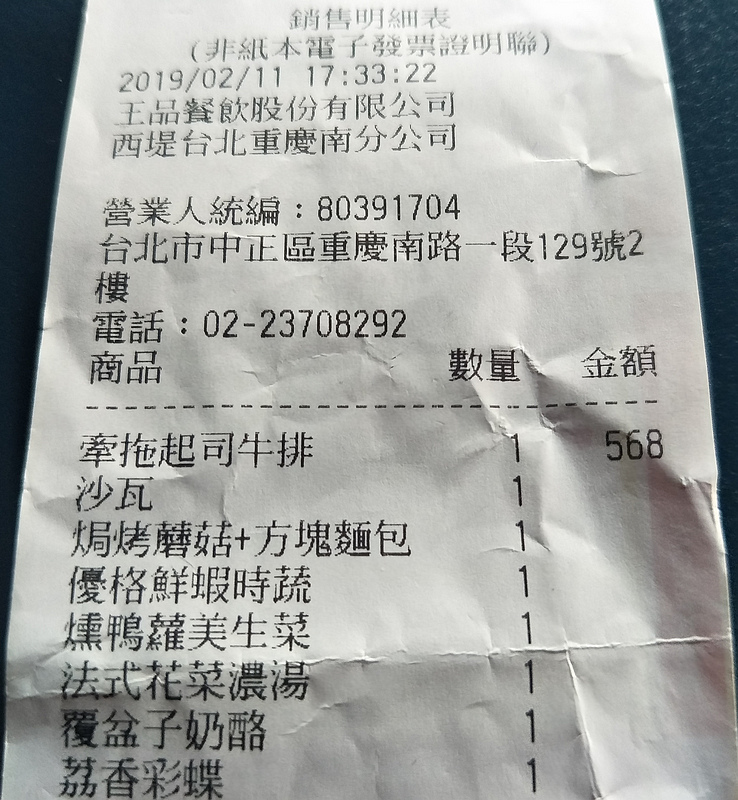 銷售明細表
(非紙本電子發票證明聯)
2019/02/11 17:33:22
王品餐飲股份有限公司
西堤台北重慶南分公司
營業人統編：80391704
台北市中正區重慶南路一段129號2
樓
電話：02-23708292
商品 數量 金額
--------------------------------
牽拖起司牛排 1 568
沙瓦 1
焗烤蘑菇+方塊麵包 1
優格鮮蝦時蔬 1
燻鴨蘿美生菜 1
法式花菜濃湯 1
覆盆子奶酪 1
荔香彩蝶 1